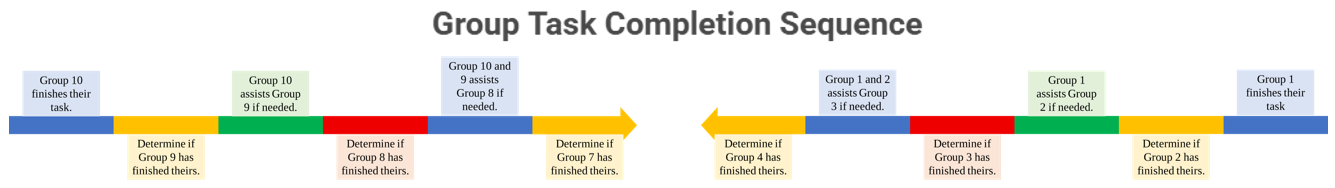 Group Task Completion Sequence
Group 10
finishes their
task.
Determine if
Group 9 has
finished theirs.
Group 10
assists Group
9 if needed.
Determine if
Group 8 has
finished theirs.
Group 10 and
9 assists
Group 8 if
needed.
Determine if
Group 7 has
finished theirs.
Determine if
Group 4 has
finished theirs.
Group 1 and 2
assists Group
3 if needed.
Determine if
Group 3 has
finished theirs.
Group 1
assists Group
2 if needed.
Determine if
Group 2 has
finished theirs.
Group 1
finishes their
task